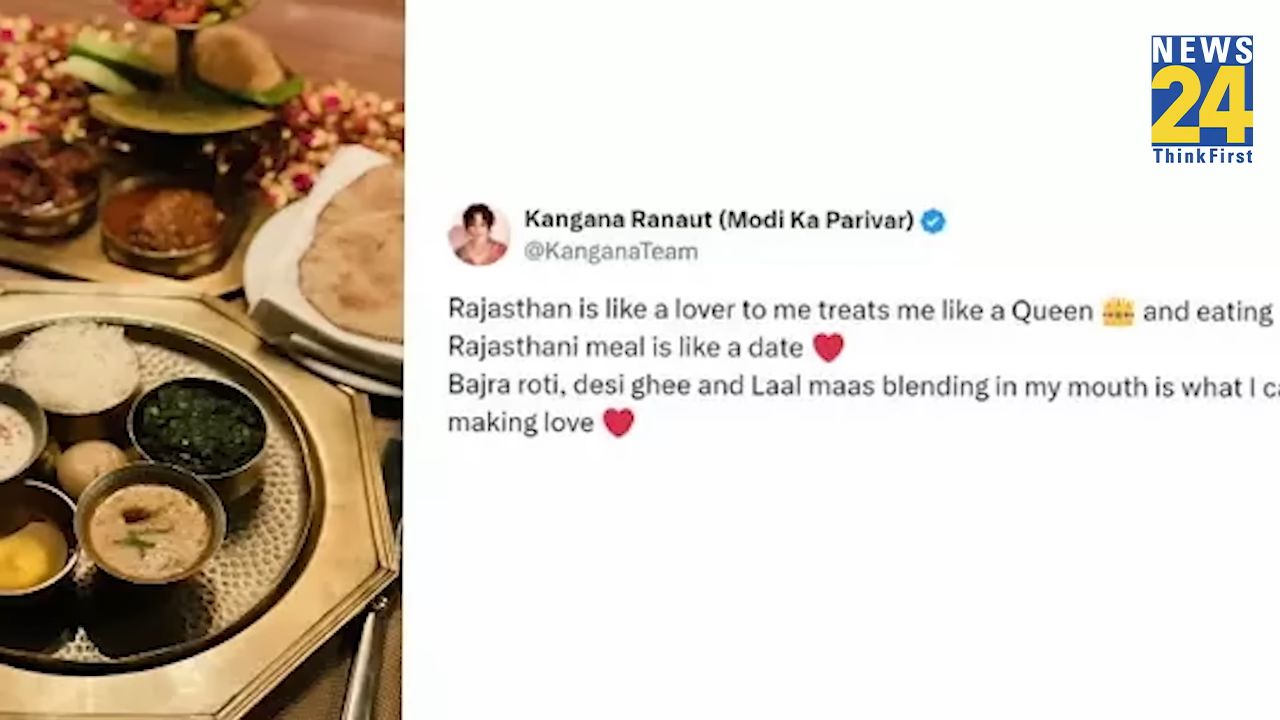 NEWS
24
ThinkFirst
Kangana Ranaut (Modi Ka Parivar)
@KanganaTeam
Rajasthan is like a lover to me treats me like a Queen 👑 and eating
Rajasthani meal is like a date ❤️
Bajra roti, desi ghee and Laal maas blending in my mouth is what I
making love ❤️